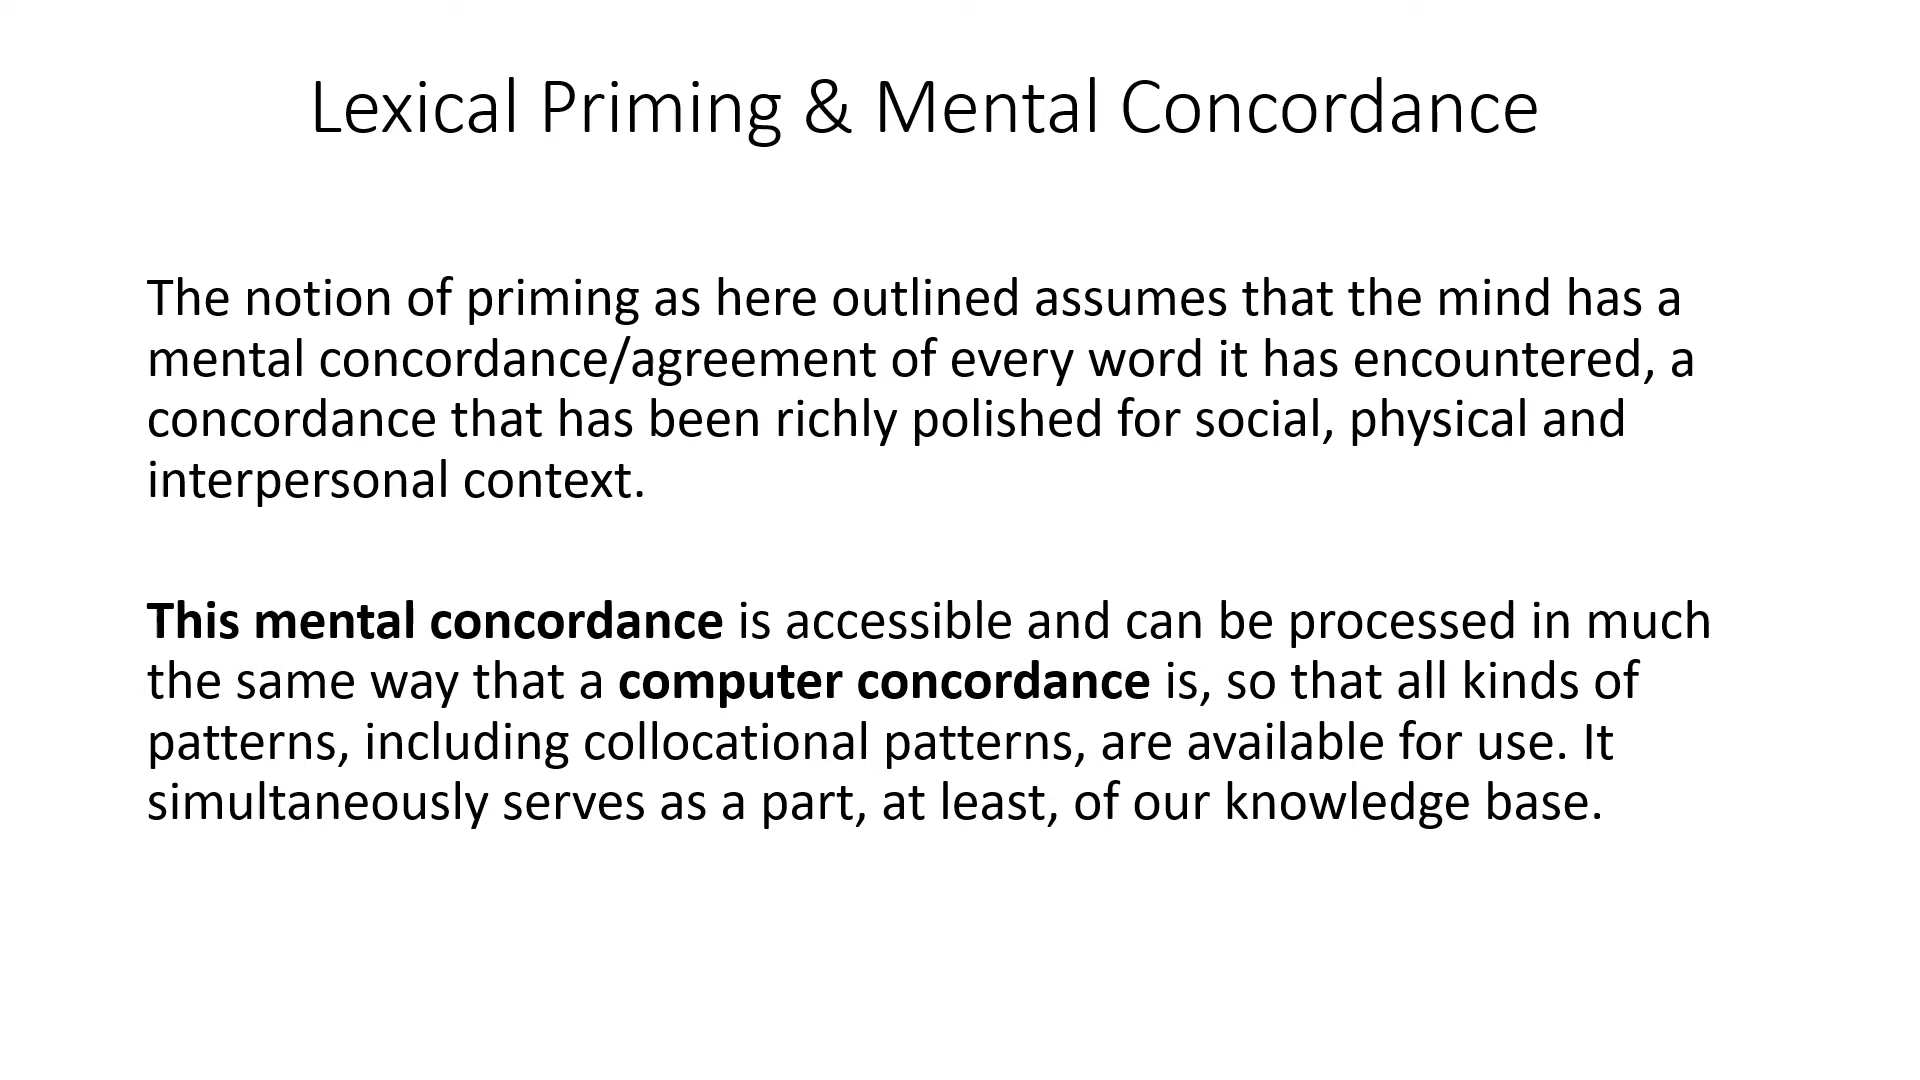 Lexical Priming & Mental Concordance
The notion of priming as here outlined assumes that the mind has a
mental concordance/agreement of every word it has encountered, a
concordance that has been richly polished for social, physical and
interpersonal context.
This mental concordance is accessible and can be processed in much
the same way that a computer concordance is, so that all kinds of
patterns, including collocational patterns, are available for use. It
simultaneously serves as a part, at least, of our knowledge base.